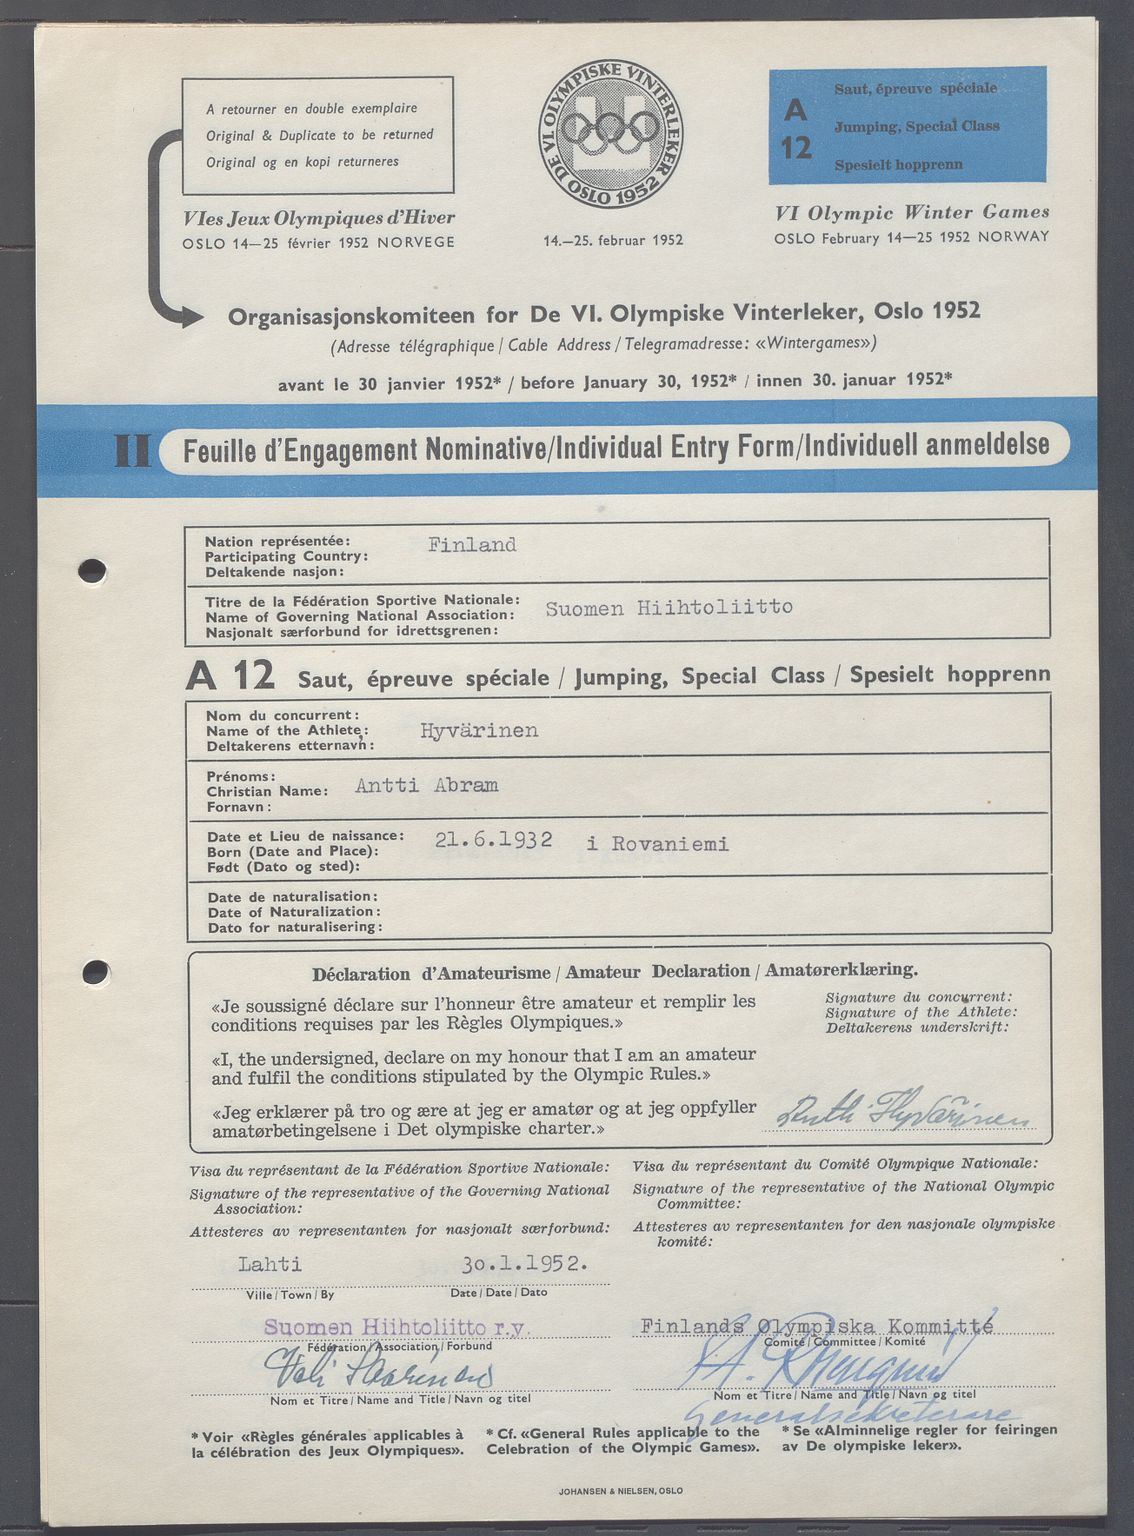 A retourner en double exemplaire
Original & Duplicate to be returned
Original og en kopi returneres
VIes Jeux Olympiques d'Hiver
OSLO 14—25 février 1952 NORVEGE
DE VI OLYMPISKE VINTERLEKER
OSLO 1952
14.—25. februar 1952
A
12
Saut, épreuve spéciale
Jumping, Special Class
Spesielt hopprenn
VI Olympic Winter Games
OSLO February 14—25 1952 NORWAY
Organisasjonskomiteen for De VI. Olympiske Vinterleker, Oslo 1952
(Adresse télégraphique / Cable Address / Telegramadresse: «Wintergames»)
avant le 30 janvier 1952* / before January 30, 1952* / innen 30. januar 1952*
II Feuille d'Engagement Nominative/Individual Entry Form/Individuell anmeldelse
Nation représentée:
Participating Country:
Deltakende nasjon:
Finland
Titre de la Fédération Sportive Nationale:
Name of Governing National Association:
Nasjonalt særforbund for idrettsgrenen:
Suomen Hiihtoliitto
A 12 Saut, épreuve spéciale / Jumping, Special Class / Spesielt hopprenn
Nom du concurrent:
Name of the Athlete:
Deltakerens etternavn:
Hyvärinen
Prénoms:
Christian Name:
Fornavn:
Antti Abram
Date et Lieu de naissance:
Born (Date and Place):
Født (Dato og sted):
21.6.1932 i Rovaniemi
Date de naturalisation:
Date of Naturalization:
Dato for naturalisering:
Déclaration d'Amateurisme / Amateur Declaration / Amatørerklæring.
«Je soussigné déclare sur l'honneur être amateur et remplir les
conditions requises par les Règles Olympiques.»
«I, the undersigned, declare on my honour that I am an amateur
and fulfil the conditions stipulated by the Olympic Rules.»
«Jeg erklærer på tro og ære at jeg er amatør og at jeg oppfyller
amatørbetingelsene i Det olympiske charter.»
Signature du concurrent:
Signature of the Athlete:
Deltakerens underskrift:
Antti Hyvärinen
Visa du représentant de la Fédération Sportive Nationale:
Signature of the representative of the Governing National
Association:
Attesteres av representanten for nasjonalt særforbund:
Lahti 30.1.1952.
Ville / Town / By Date / Date / Dato
Suomen Hiihtoliitto r.y.
Fédération / Association / Forbund
Veli Saarinen
Nom et Titre / Name and Title / Navn og titel
Visa du représentant du Comité Olympique Nationale:
Signature of the representative of the National Olympic
Committee:
Attesteres av representanten for den nasjonale olympiske
komité:
Finlands Olympiska Kommitté
Comité / Committee / Komité
Nom et Titre / Name and Title / Navn og titel
Generalsekreterare
* Voir «Règles générales applicables à
la célébration des Jeux Olympiques».
* Cf. «General Rules applicable to the
Celebration of the Olympic Games».
* Se «Alminnelige regler for feiringen
av De olympiske leker».
JOHANSEN & NIELSEN, OSLO